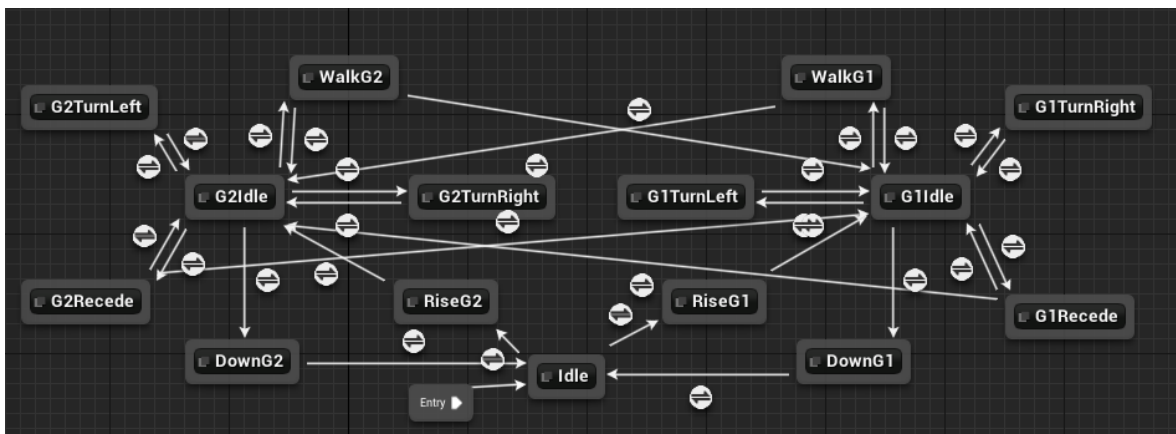 WalkG2
WalkG1
G2TurnLeft
G1TurnRight
G2Idle
G2TurnRight
G1TurnLeft
G1Idle
G2Recede
RiseG2
RiseG1
G1Recede
DownG2
Idle
DownG1
Entry